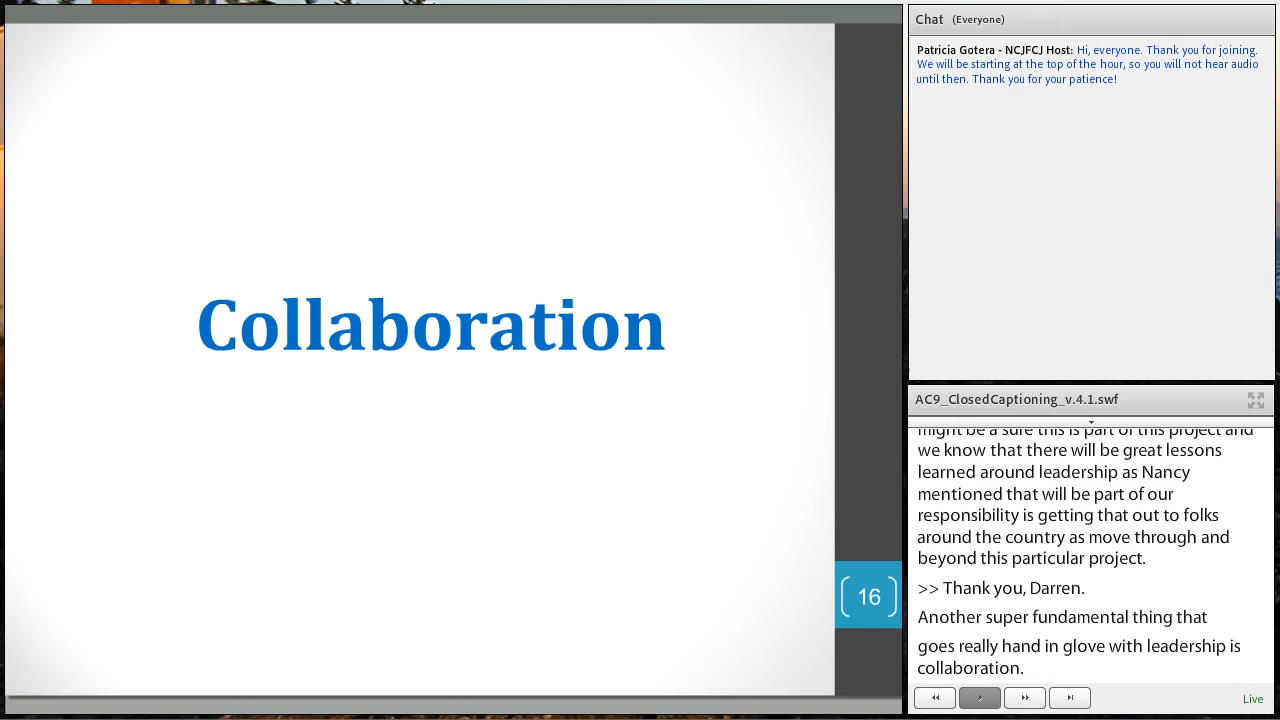 Collaboration
16
Chat (Everyone)
Patricia Gotera - NCJFCJ Host: Hi, everyone. Thank you for joining.
We will be starting at the top of the hour, so you will not hear audio
until then. Thank you for your patience!
AC9_ClosedCaptioning_v.4.1.swf
might be a sure this is part of this project and
we know that there will be great lessons
learned around leadership as Nancy
mentioned that will be part of our
responsibility is getting that out to folks
around the country as move through and
beyond this particular project.
>> Thank you, Darren.
Another super fundamental thing that
goes really hand in glove with leadership is
collaboration.
Live